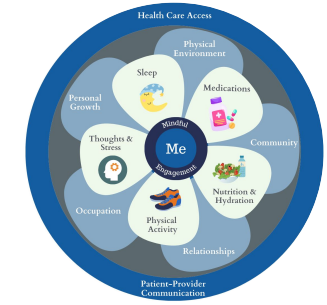 Health Care Access
Physical
Environment
Sleep
Medications
Personal
Growth
Mindful
Community
Thoughts &
Stress
Me
Engagement
Nutrition &
Hydration
Occupation
Physical
Activity
Relationships
Patient-Provider
Communication